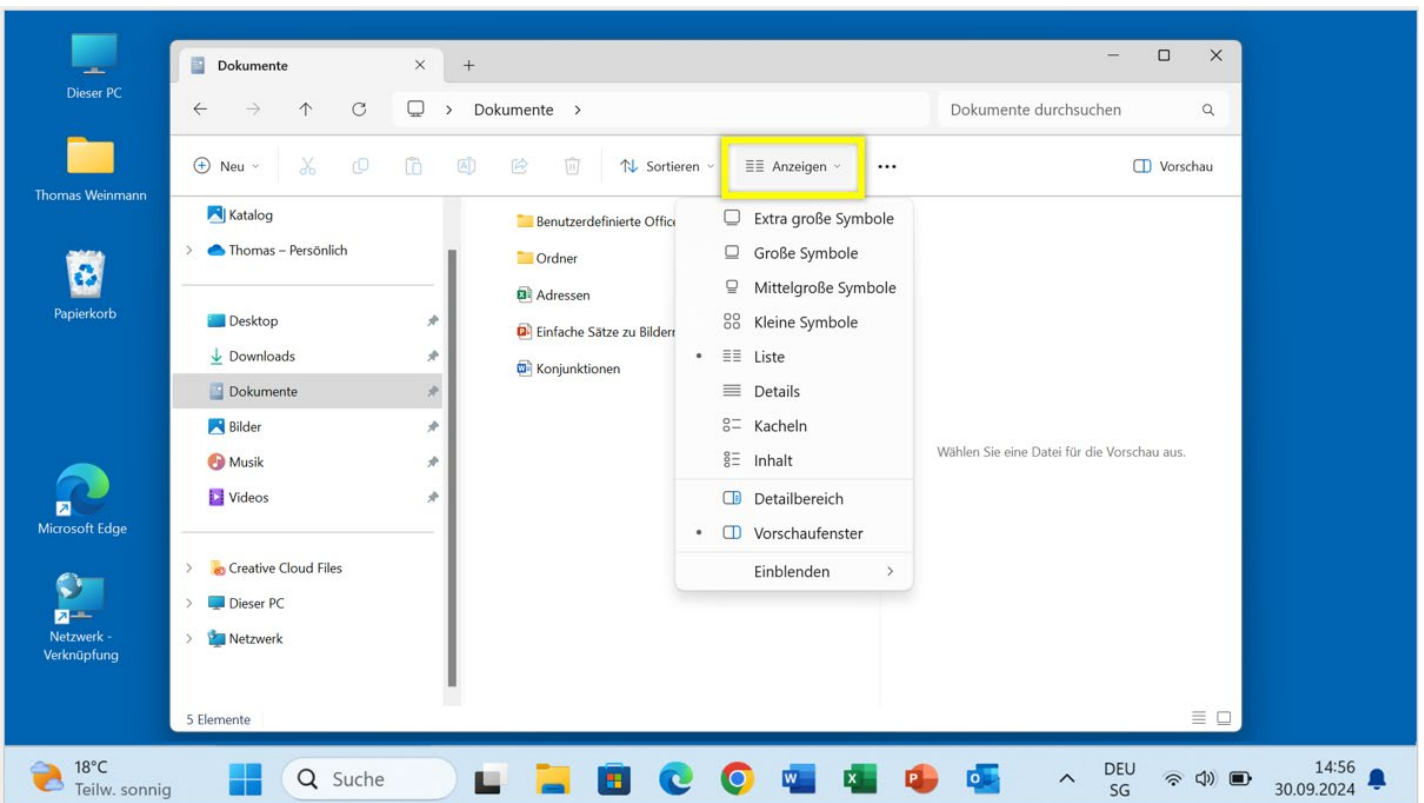 Dieser PC
Thomas Weinmann
Papierkorb
Microsoft Edge
Netzwerk -
Verknüpfung
Dokumente
Dokumente
Dokumente durchsuchen
Neu
Sortieren
Anzeigen
Vorschau
Katalog
Thomas – Persönlich
Desktop
Downloads
Dokumente
Bilder
Musik
Videos
Creative Cloud Files
Dieser PC
Netzwerk
Benutzerdefinierte Office
Ordner
Adressen
Einfache Sätze zu Bildern
Konjunktionen
Extra große Symbole
Große Symbole
Mittelgroße Symbole
Kleine Symbole
Liste
Details
Kacheln
Inhalt
Detailbereich
Vorschaufenster
Einblenden
Wählen Sie eine Datei für die Vorschau aus.
5 Elemente
18°C
Teilw. sonnig
Suche
DEU
SG
14:56
30.09.2024